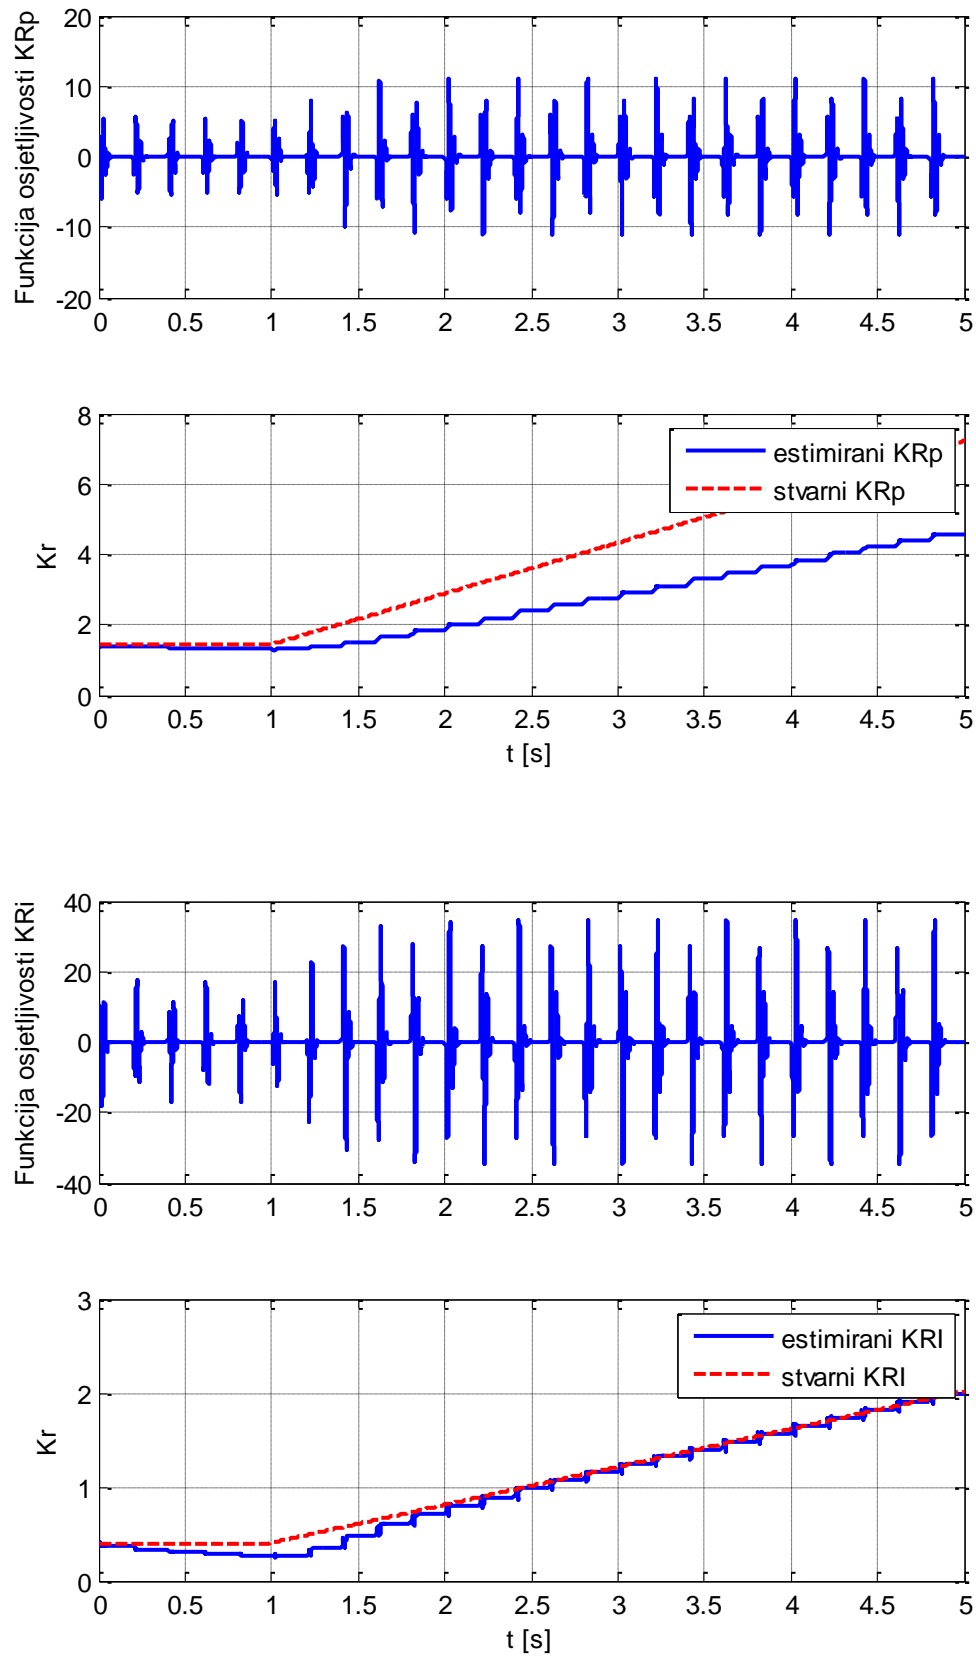 Funkcija osjetljivosti KRp
20
10
0
-10
-20
0 0.5 1 1.5 2 2.5 3 3.5 4 4.5 5
Kr
8
6
4
2
0
estimirani KRp
stvarni KRp
0 0.5 1 1.5 2 2.5 3 3.5 4 4.5 5
t [s]
Funkcija osjetljivosti KRi
40
20
0
-20
-40
0 0.5 1 1.5 2 2.5 3 3.5 4 4.5 5
Kr
3
2
1
0
estimirani KRI
stvarni KRI
0 0.5 1 1.5 2 2.5 3 3.5 4 4.5 5
t [s]